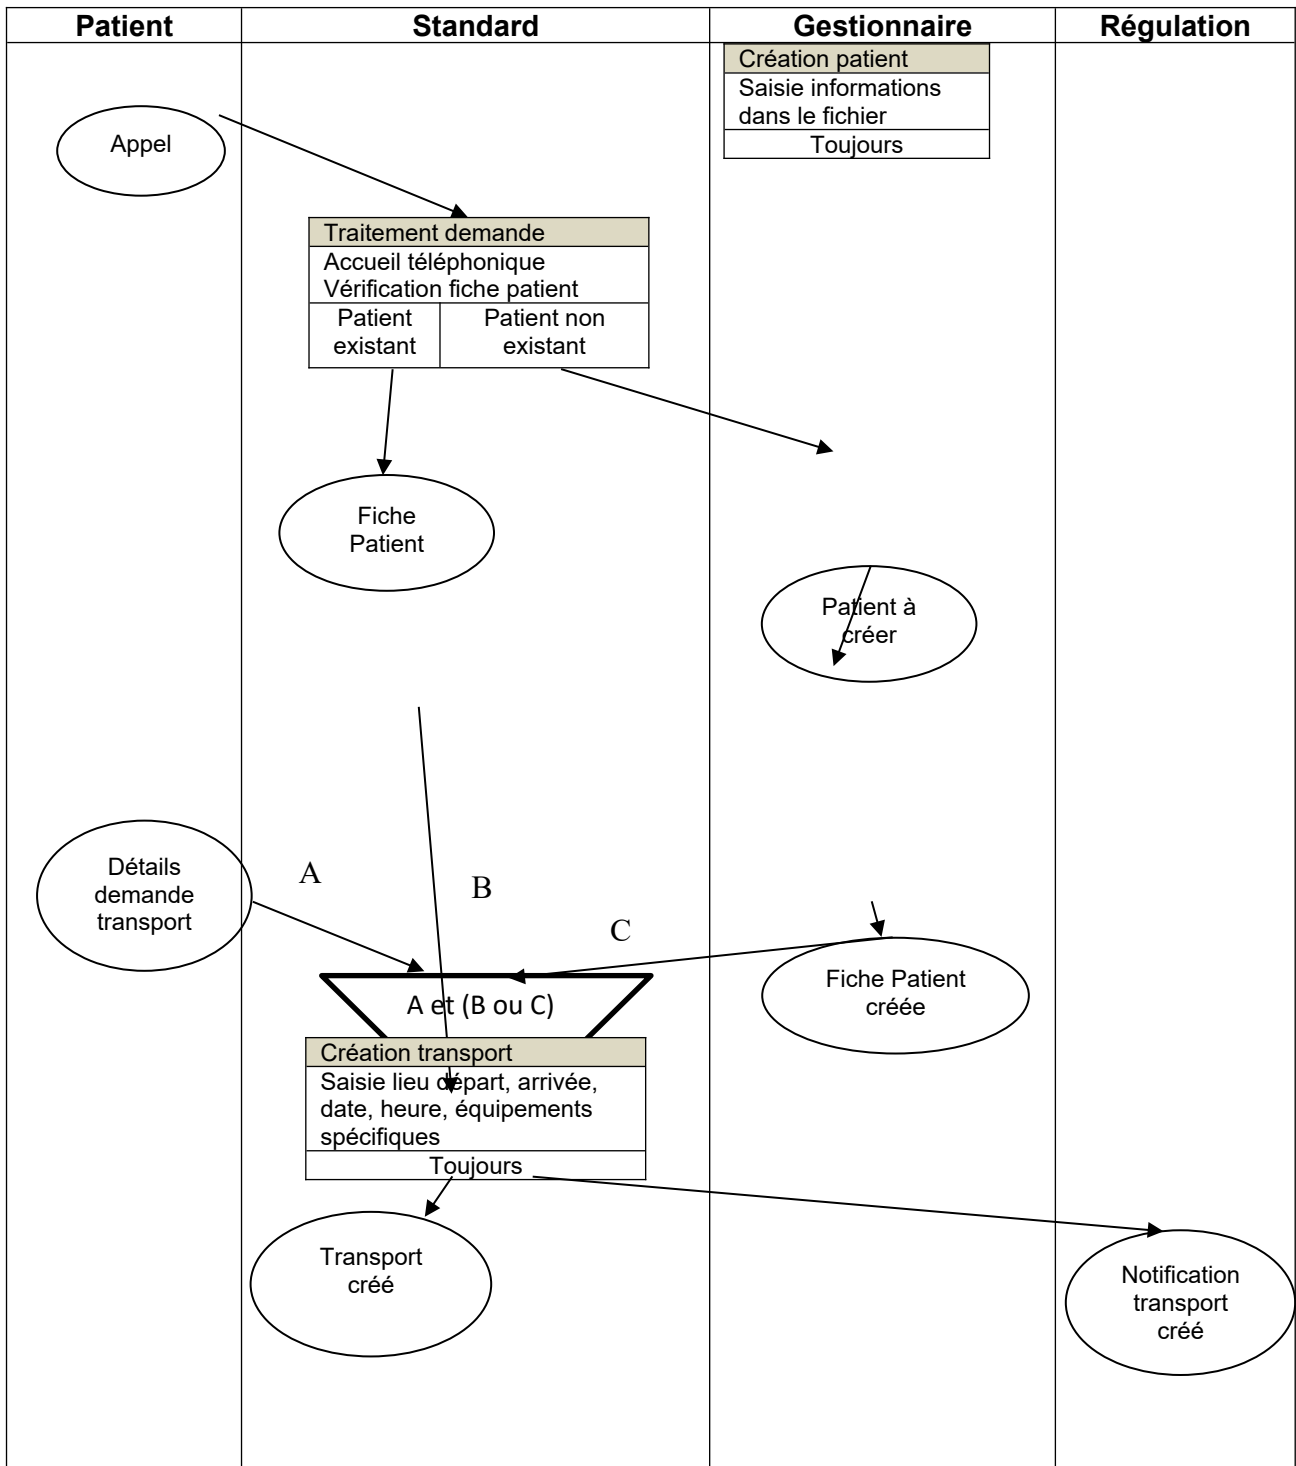 Patient
Standard
Gestionnaire
Régulation
Création patient
Saisie informations
dans le fichier
Toujours
Appel
Traitement demande
Accueil téléphonique
Vérification fiche patient
Patient
existant
Patient non
existant
Fiche
Patient
Patient à
créer
Détails
demande
transport
A
B
C
Fiche Patient
créée
A et (B ou C)
Création transport
Saisie lieu départ, arrivée,
date, heure, équipements
spécifiques
Toujours
Transport
créé
Notification
transport
créé